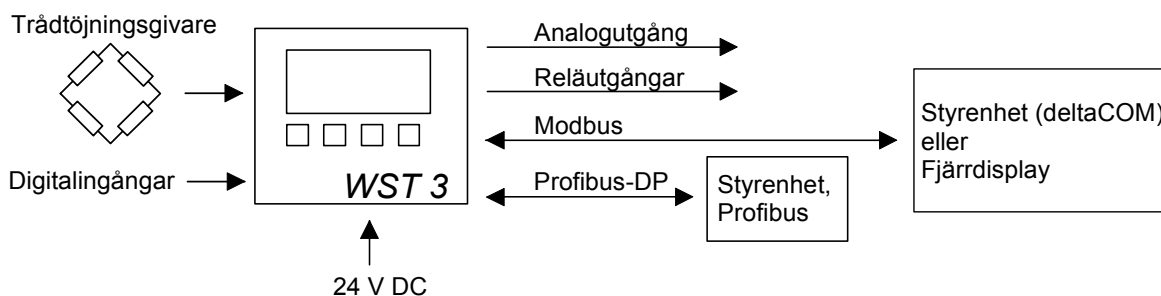 Trådtöjningsgivare
Analogutgång
Reläutgångar
Modbus
Styrenhet (deltaCOM)
eller
Fjärrdisplay
Digitalingångar
WST 3
Profibus-DP
Styrenhet,
Profibus
24 V DC